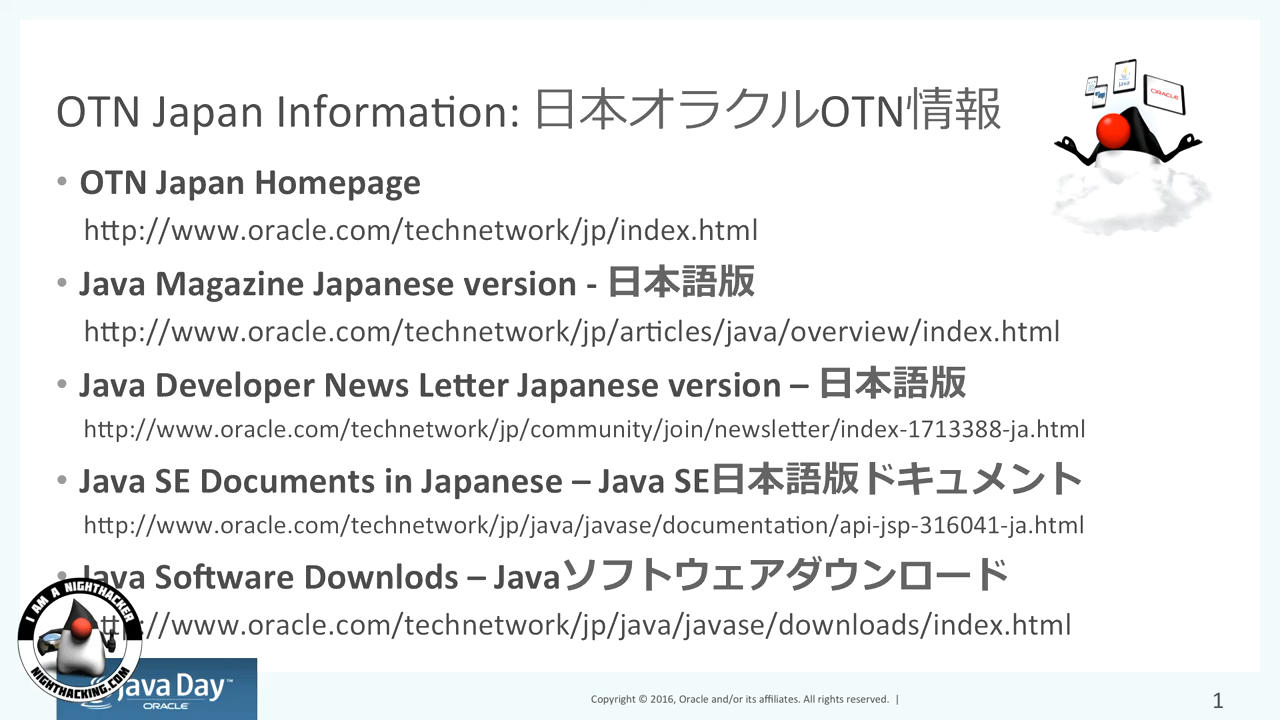 OTN Japan Information: 日本オラクルOTN情報
• OTN Japan Homepage
http://www.oracle.com/technetwork/jp/index.html
• Java Magazine Japanese version - 日本語版
http://www.oracle.com/technetwork/jp/articles/java/overview/index.html
• Java Developer News Letter Japanese version – 日本語版
http://www.oracle.com/technetwork/jp/community/join/newsletter/index-1713388-ja.html
• Java SE Documents in Japanese – Java SE日本語版ドキュメント
http://www.oracle.com/technetwork/jp/java/javase/documentation/api-jsp-316041-ja.html
• Java Software Downlods – Javaソフトウェアダウンロード
http://www.oracle.com/technetwork/jp/java/javase/downloads/index.html
Java
ORACLE
I AM A NIGHTHACKER
NIGHTHACKING.COM
Java Day™
ORACLE
Copyright © 2016, Oracle and/or its affiliates. All rights reserved. |
1